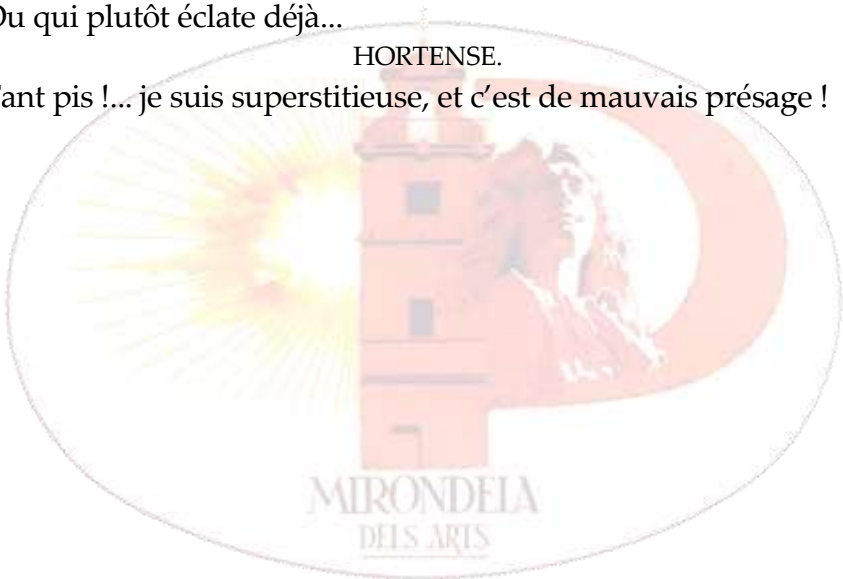 Ou qui plutôt éclate déjà...
HORTENSE.
Tant pis !... je suis superstitieuse, et c’est de mauvais présage !
MIRONDELA
DELS ARTS